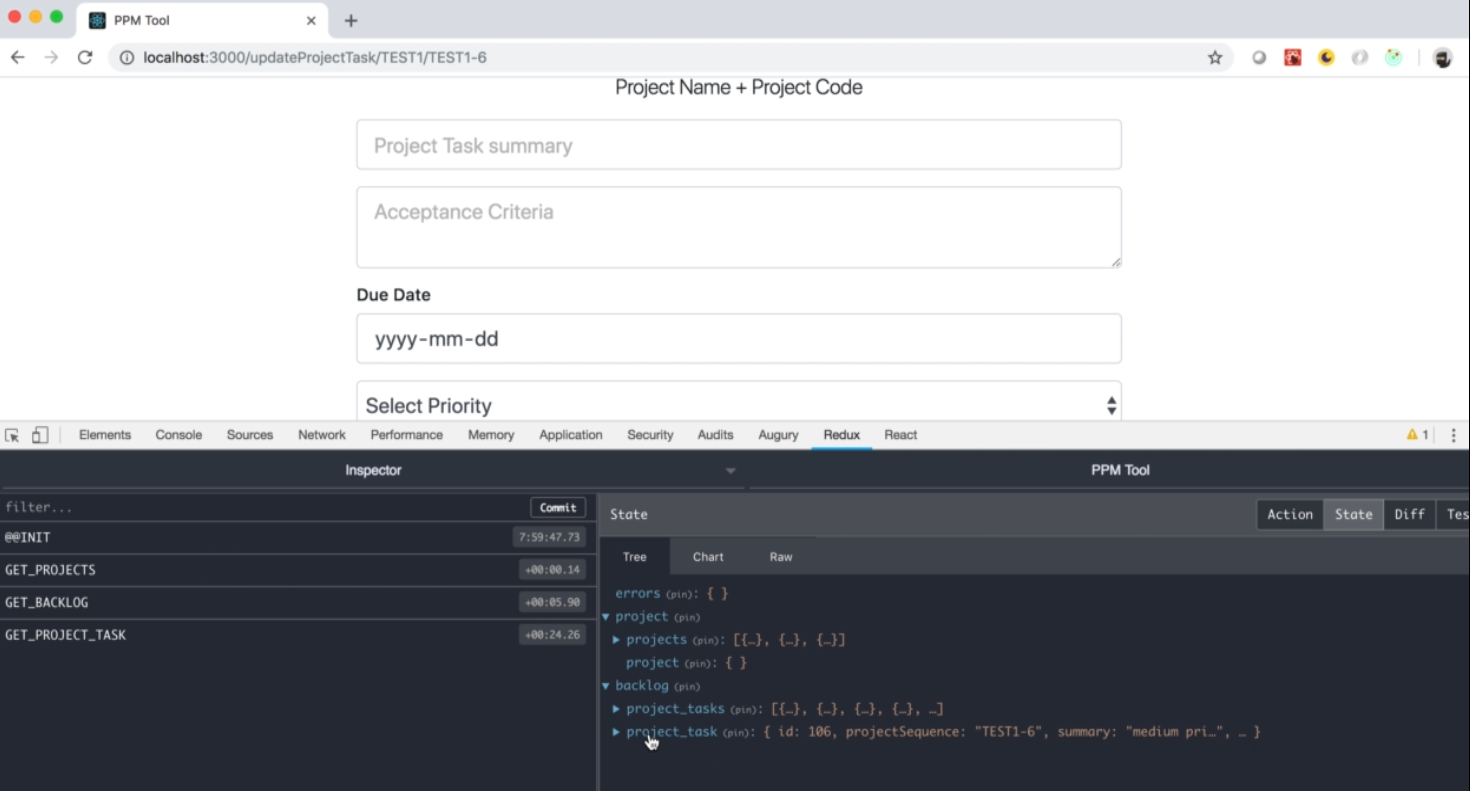 PPM Tool
localhost:3000/updateProjectTask/TEST1/TEST1-6
Project Name + Project Code
Project Task summary
Acceptance Criteria
Due Date
yyyy-mm-dd
Select Priority
Elements Console Sources Network Performance Memory Application Security Audits Augury Redux React 1
Inspector PPM Tool
filter... Commit
State Action State Diff Tes
@@INIT 7:59:47.73
GET_PROJECTS +00:00.14
GET_BACKLOG +00:05.90
GET_PROJECT_TASK +00:24.26
Tree Chart Raw
errors (pin): { }
project (pin)
projects (pin): [{…}, {…}, {…}]
project (pin): { }
backlog (pin)
project_tasks (pin): [{…}, {…}, {…}, {…}, …]
project_task (pin): { id: 106, projectSequence: "TEST1-6", summary: "medium pri…", … }